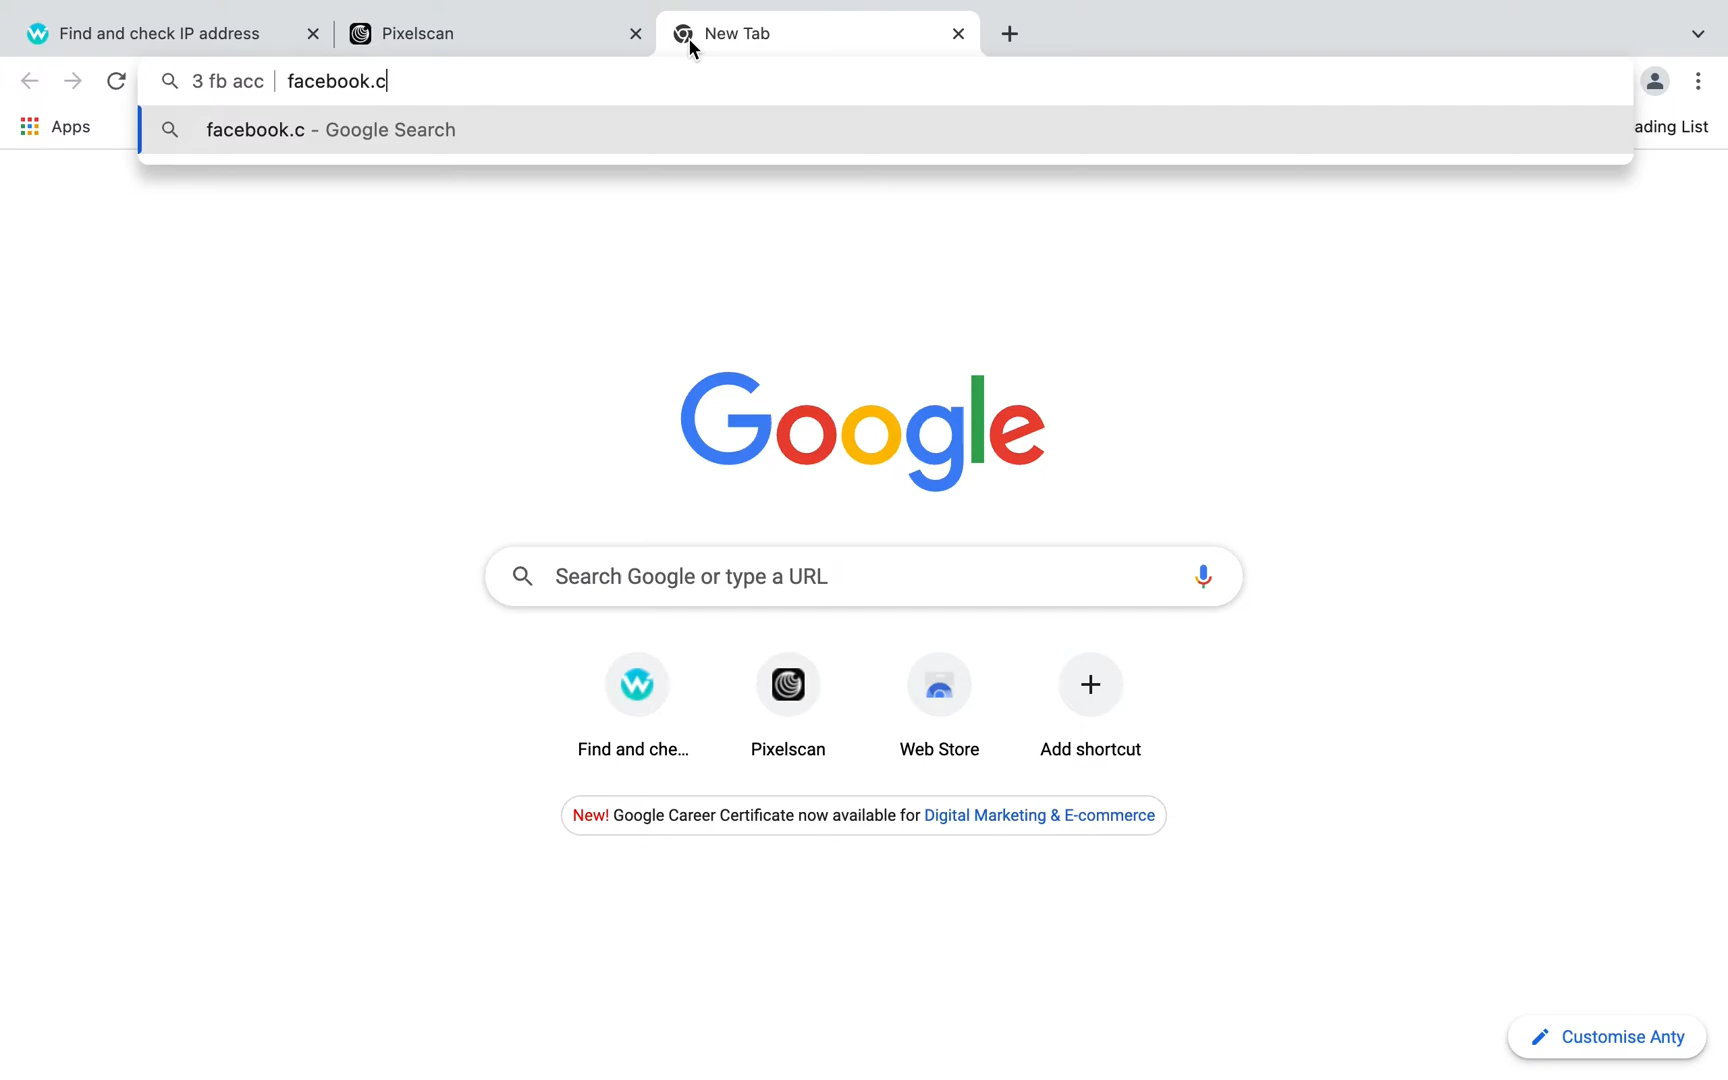 Find and check IP address
Pixelscan
New Tab
3 fb acc | facebook.c
Apps
facebook.c - Google Search
ading List
Google
Search Google or type a URL
Find and che...
Pixelscan
Web Store
Add shortcut
New! Google Career Certificate now available for Digital Marketing & E-commerce
Customise Anty